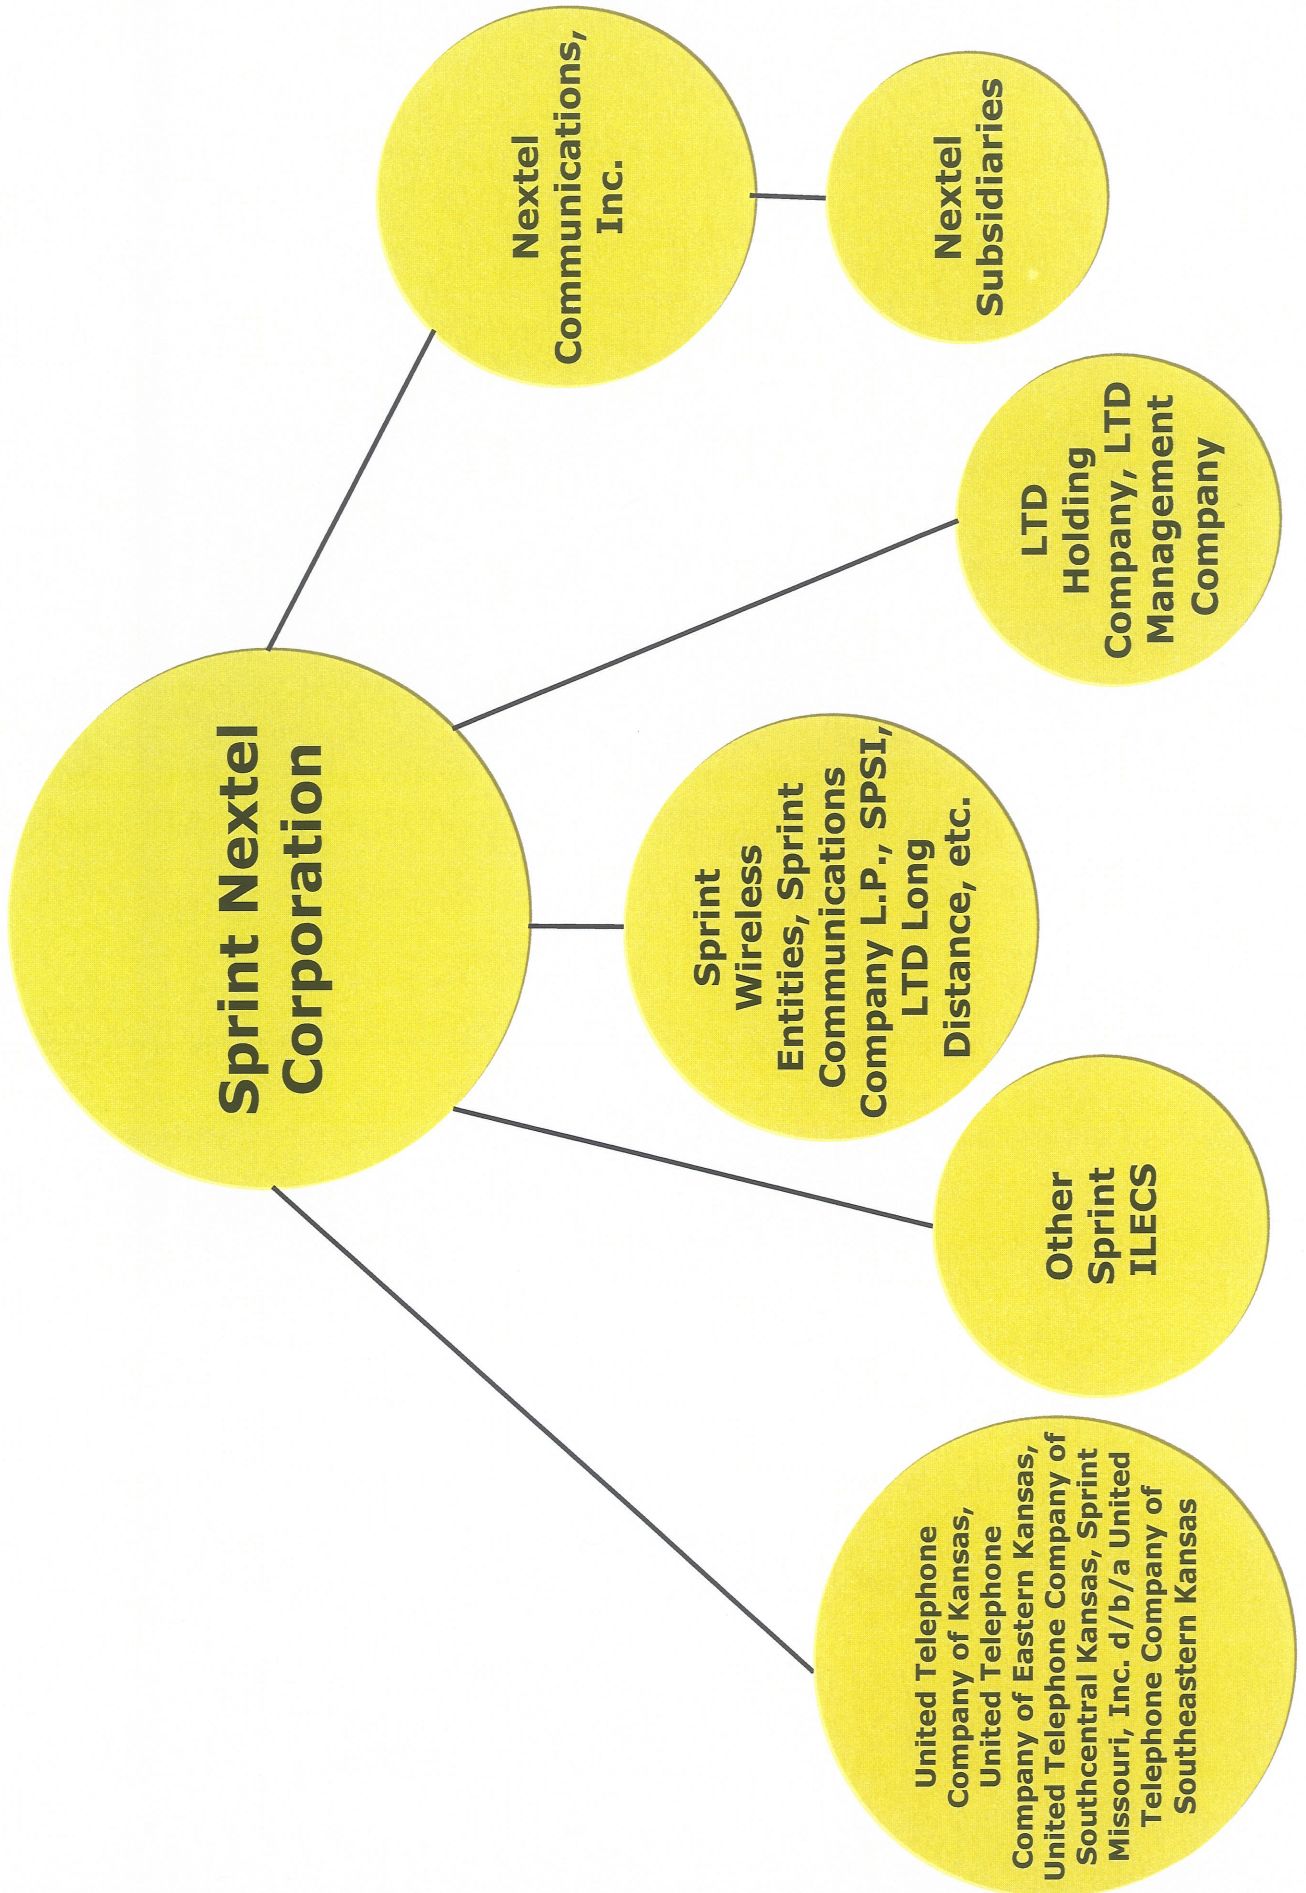 Sprint Nextel
Corporation
United Telephone
Company of Kansas,
United Telephone
Company of Eastern Kansas,
United Telephone Company of
Southcentral Kansas, Sprint
Missouri, Inc. d/b/a United
Telephone Company of
Southeastern Kansas
Other
Sprint
ILECS
Sprint
Wireless
Entities, Sprint
Communications
Company L.P., SPSI,
LTD Long
Distance, etc.
LTD
Holding
Company, LTD
Management
Company
Nextel
Communications,
Inc.
Nextel
Subsidiaries